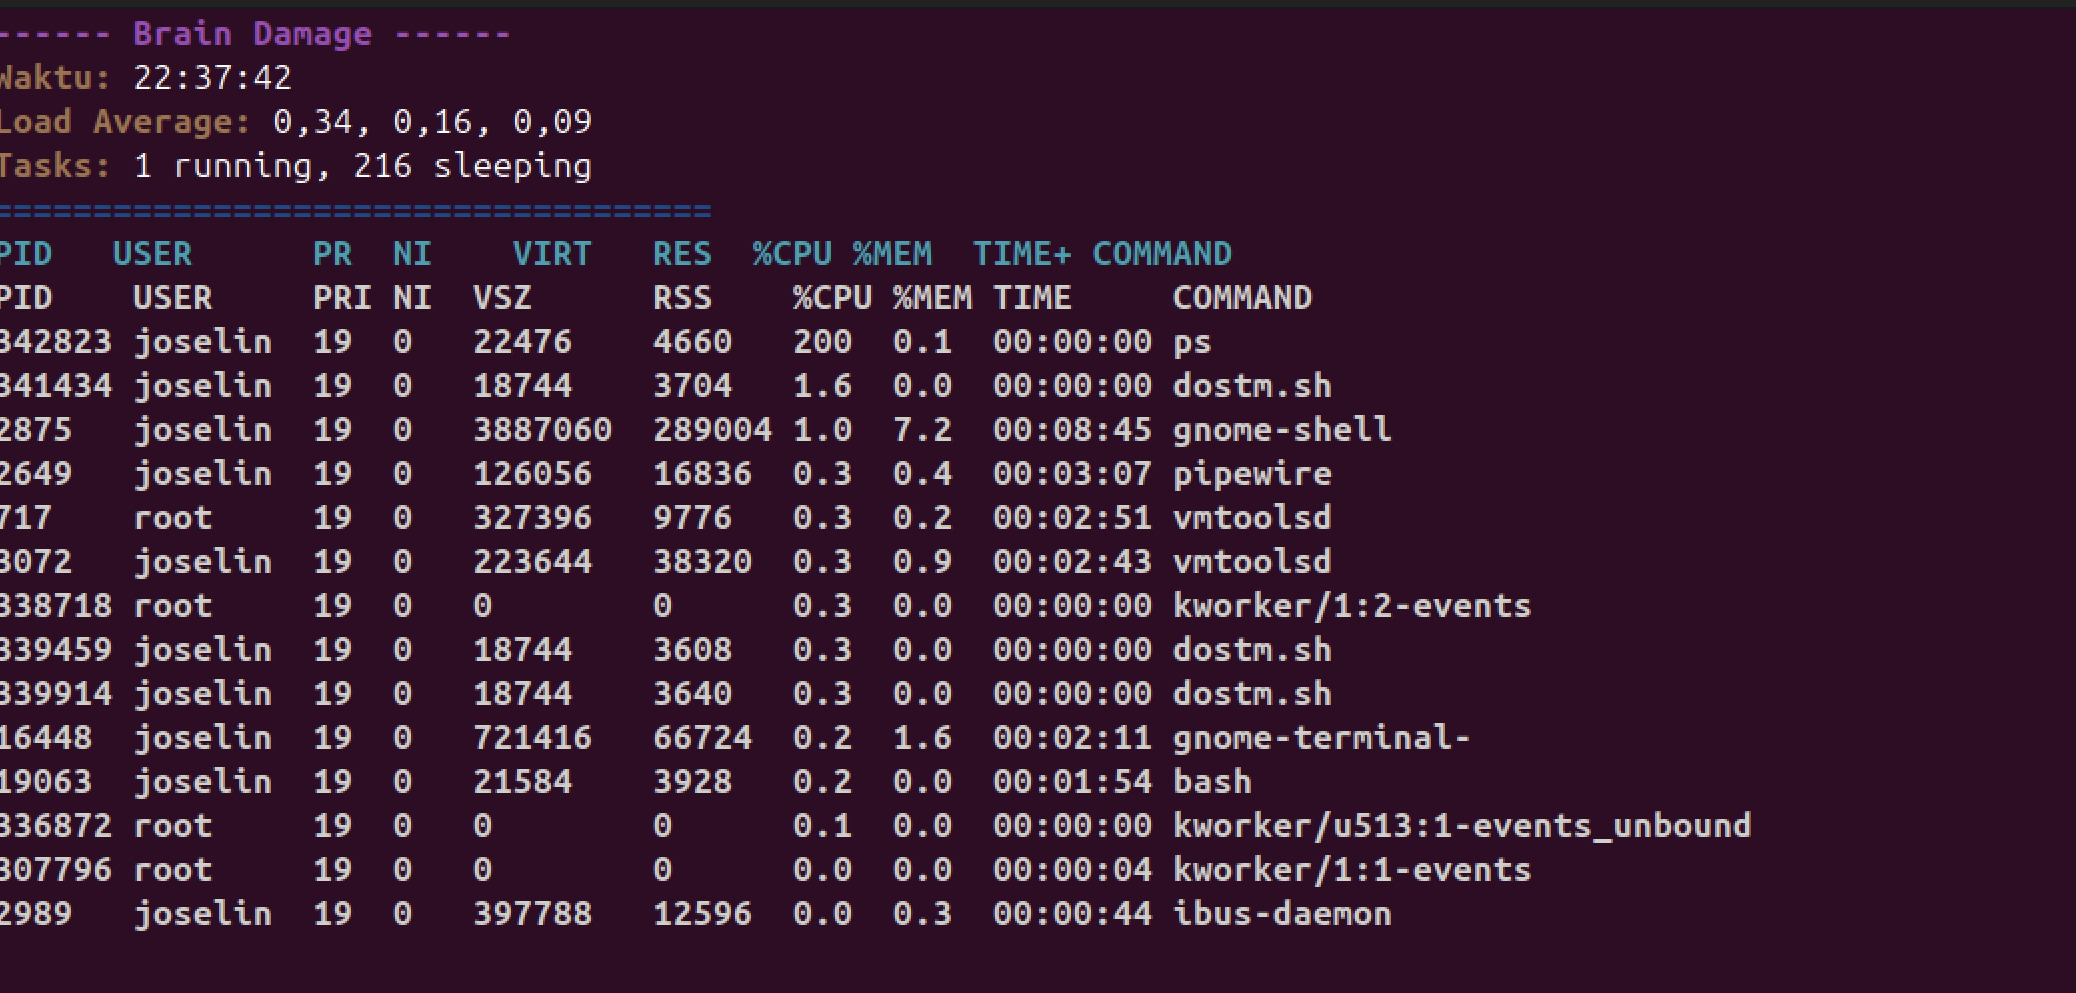 ------ Brain Damage ------
Waktu: 22:37:42
Load Average: 0,34, 0,16, 0,09
Tasks: 1 running, 216 sleeping
====================================
PID   USER      PR  NI    VIRT   RES  %CPU %MEM  TIME+ COMMAND
PID    USER     PRI NI  VSZ      RSS    %CPU %MEM TIME     COMMAND
342823 joselin  19  0   22476    4660   200  0.1  00:00:00 ps
341434 joselin  19  0   18744    3704   1.6  0.0  00:00:00 dostm.sh
2875   joselin  19  0   3887060  289004 1.0  7.2  00:08:45 gnome-shell
2649   joselin  19  0   126056   16836  0.3  0.4  00:03:07 pipewire
717    root     19  0   327396   9776   0.3  0.2  00:02:51 vmtoolsd
3072   joselin  19  0   223644   38320  0.3  0.9  00:02:43 vmtoolsd
338718 root     19  0   0        0      0.3  0.0  00:00:00 kworker/1:2-events
339459 joselin  19  0   18744    3608   0.3  0.0  00:00:00 dostm.sh
339914 joselin  19  0   18744    3640   0.3  0.0  00:00:00 dostm.sh
16448  joselin  19  0   721416   66724  0.2  1.6  00:02:11 gnome-terminal-
19063  joselin  19  0   21584    3928   0.2  0.0  00:01:54 bash
336872 root     19  0   0        0      0.1  0.0  00:00:00 kworker/u513:1-events_unbound
307796 root     19  0   0        0      0.0  0.0  00:00:04 kworker/1:1-events
2989   joselin  19  0   397788   12596  0.0  0.3  00:00:44 ibus-daemon